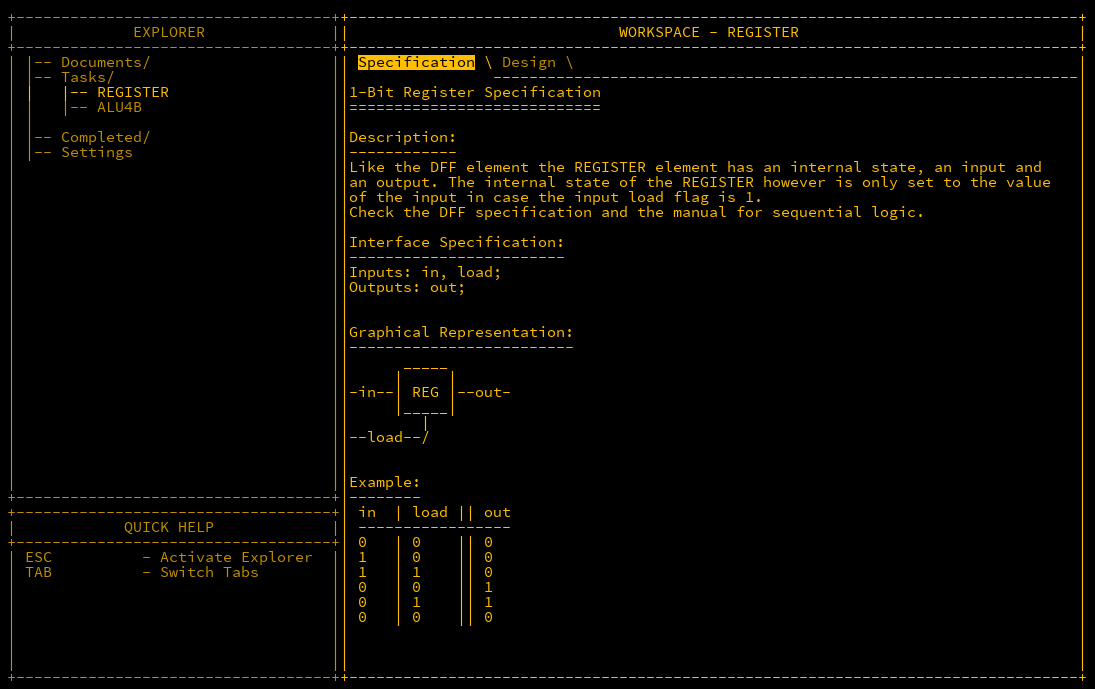 EXPLORER
|-- Documents/
|-- Tasks/
|   |-- REGISTER
|   |-- ALU4B
|
|-- Completed/
|-- Settings
QUICK HELP
ESC          - Activate Explorer
TAB          - Switch Tabs
WORKSPACE - REGISTER
Specification \ Design \
1-Bit Register Specification
============================
Description:
------------
Like the DFF element the REGISTER element has an internal state, an input and
an output. The internal state of the REGISTER however is only set to the value
of the input in case the input load flag is 1.
Check the DFF specification and the manual for sequential logic.
Interface Specification:
------------------------
Inputs: in, load;
Outputs: out;
Graphical Representation:
-------------------------
      _____
     |     |
-in--| REG |--out-
     |_____|
        |
--load--/
Example:
--------
 in  | load || out
 -----------------
 0   | 0    || 0
 1   | 0    || 0
 1   | 1    || 0
 0   | 0    || 1
 0   | 1    || 1
 0   | 0    || 0